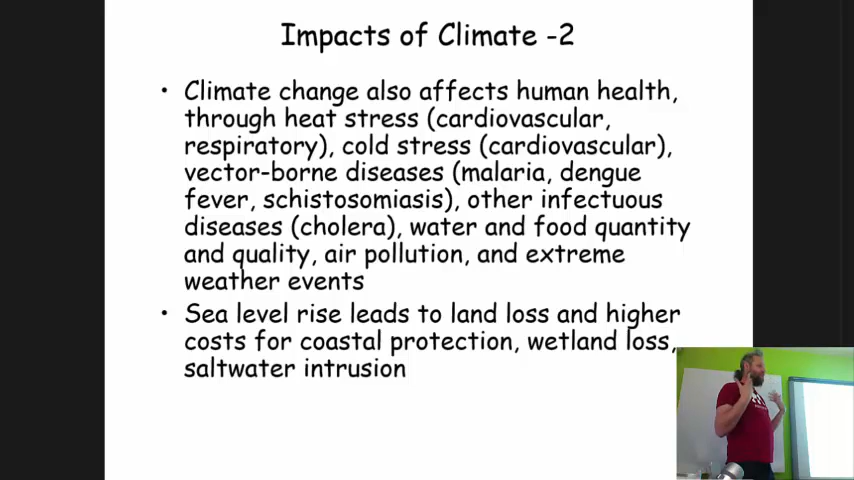 Impacts of Climate -2
• Climate change also affects human health,
through heat stress (cardiovascular,
respiratory), cold stress (cardiovascular),
vector-borne diseases (malaria, dengue
fever, schistosomiasis), other infectuous
diseases (cholera), water and food quantity
and quality, air pollution, and extreme
weather events
• Sea level rise leads to land loss and higher
costs for coastal protection, wetland loss,
saltwater intrusion